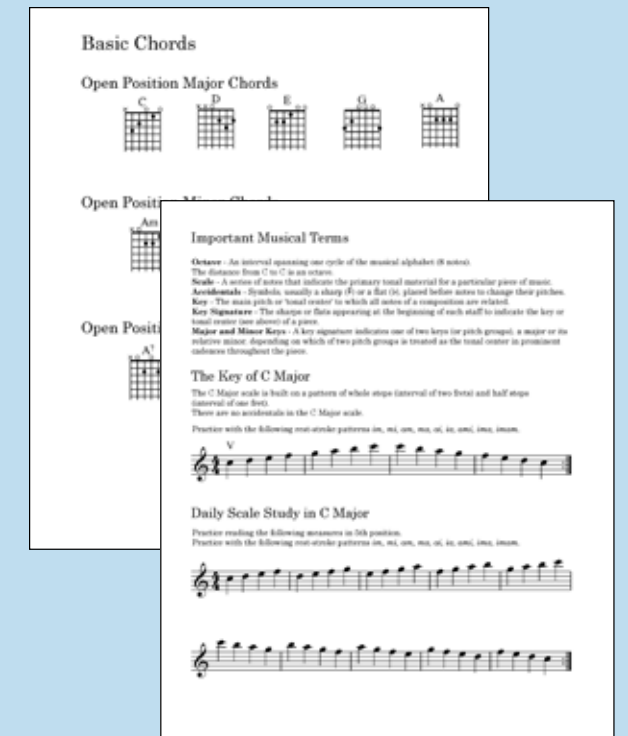 Basic Chords
Open Position Major Chords
C D E G A
Open Positi
Am
Open Positi
A7
Important Musical Terms
Octave - An interval spanning one cycle of the musical alphabet (8 notes).
The distance from C to C is an octave.
Scale - A series of notes that indicate the primary tonal material for a particular piece of music.
Accidentals - Symbols, usually a sharp (♯) or a flat (♭), placed before notes to change their pitches.
Key - The main pitch or 'tonal center' to which all notes of a composition are related.
Key Signature - The sharps or flats appearing at the beginning of each staff to indicate the key or
tonal center (see above) of a piece.
Major and Minor Keys - A key signature indicates one of two keys (or pitch groups), a major or its
relative minor, depending on which of two pitch groups is treated as the tonal center in prominent
cadences throughout the piece.
The Key of C Major
The C Major scale is built on a pattern of whole steps (interval of two frets) and half steps
(interval of one fret).
There are no accidentals in the C Major scale.
Practice with the following rest-stroke patterns im, mi, am, ma, ai, ia, ami, ima, imam.
V
Daily Scale Study in C Major
Practice reading the following measures in 5th position.
Practice with the following rest-stroke patterns im, mi, am, ma, ai, ia, ami, ima, imam.